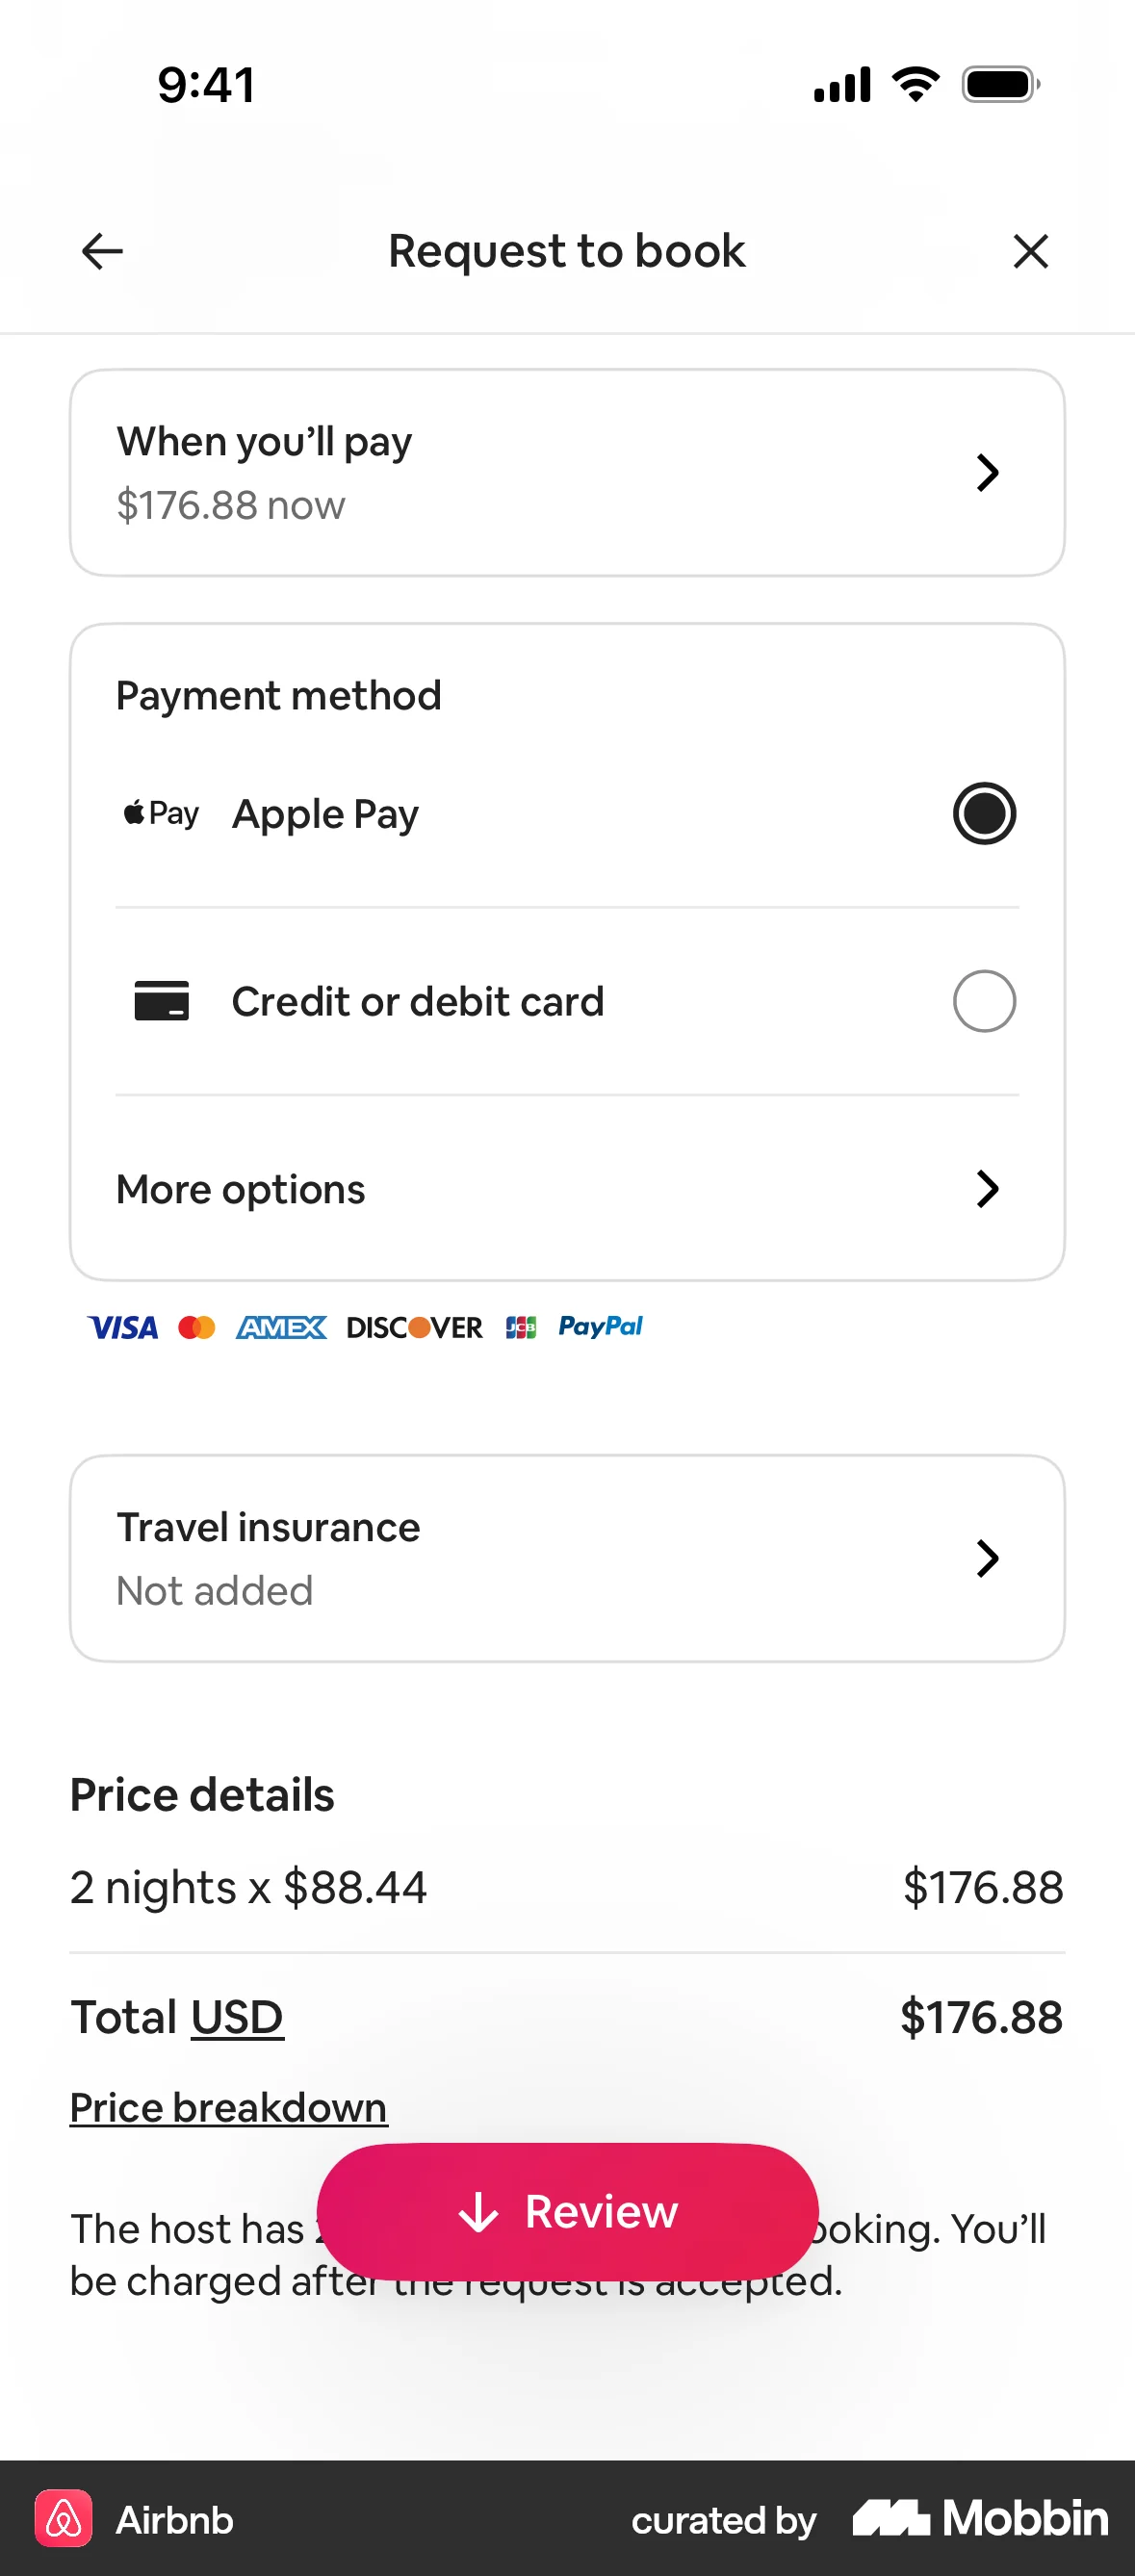 9:41
Request to book
When you’ll pay
$176.88 now
Payment method
Pay Apple Pay
Credit or debit card
More options
VISA AMEX DISCOVER JCB PayPal
Travel insurance
Not added
Price details
2 nights x $88.44 $176.88
Total USD $176.88
Price breakdown
Review
The host has ooking. You’ll
be charged after the request is accepted.
Airbnb curated by Mobbin